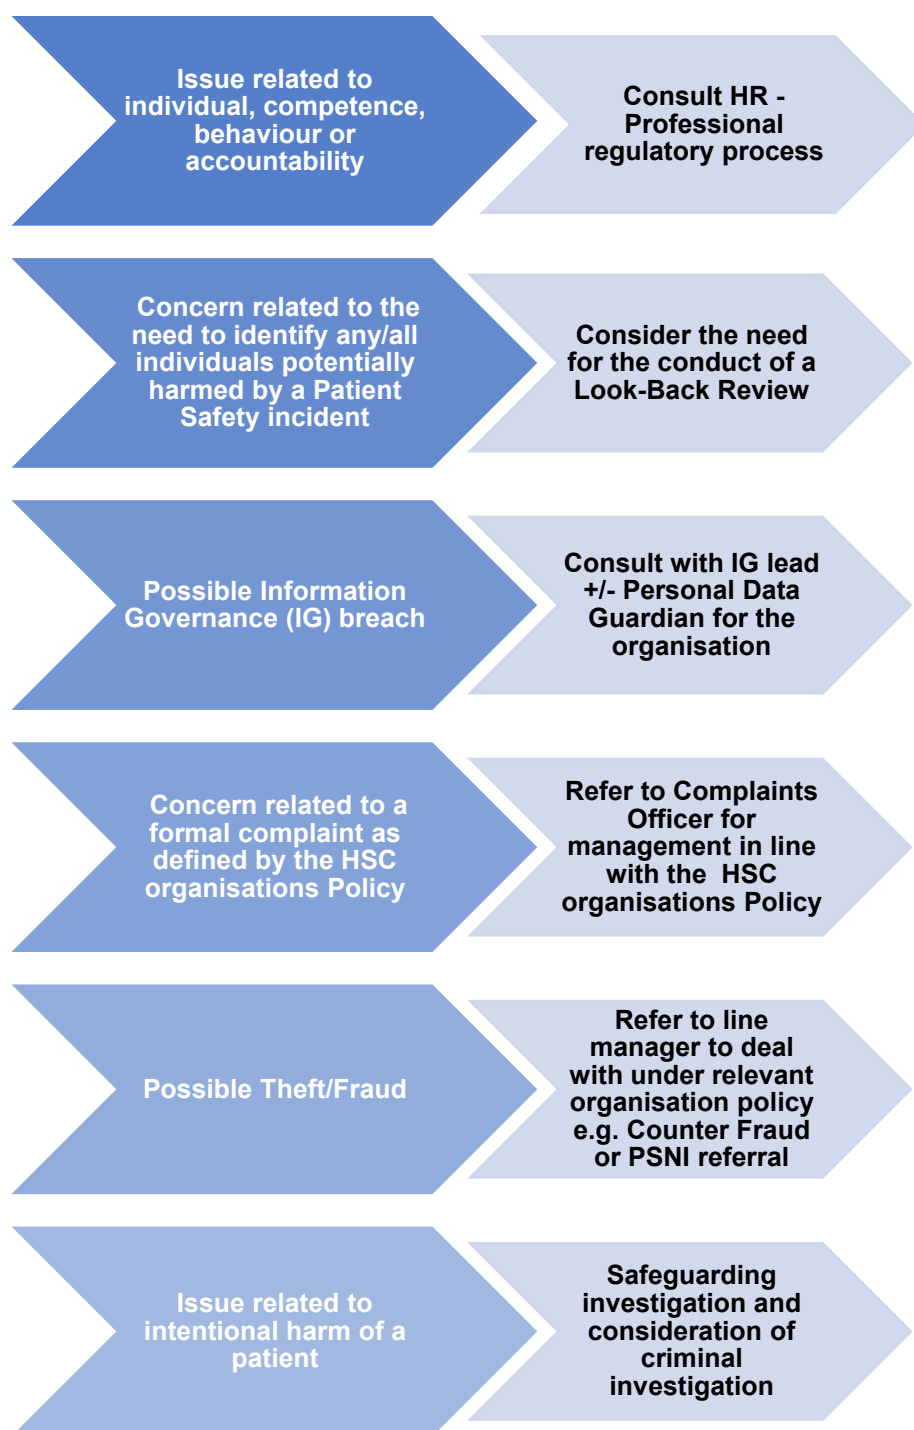 Issue related to
individual, competence,
behaviour or
accountability
Consult HR -
Professional
regulatory process
Concern related to the
need to identify any/all
individuals potentially
harmed by a Patient
Safety incident
Consider the need
for the conduct of a
Look-Back Review
Possible Information
Governance (IG) breach
Consult with IG lead
+/- Personal Data
Guardian for the
organisation
Concern related to a
formal complaint as
defined by the HSC
organisations Policy
Refer to Complaints
Officer for
management in line
with the HSC
organisations Policy
Possible Theft/Fraud
Refer to line
manager to deal
with under relevant
organisation policy
e.g. Counter Fraud
or PSNI referral
Issue related to
intentional harm of a
patient
Safeguarding
investigation and
consideration of
criminal
investigation